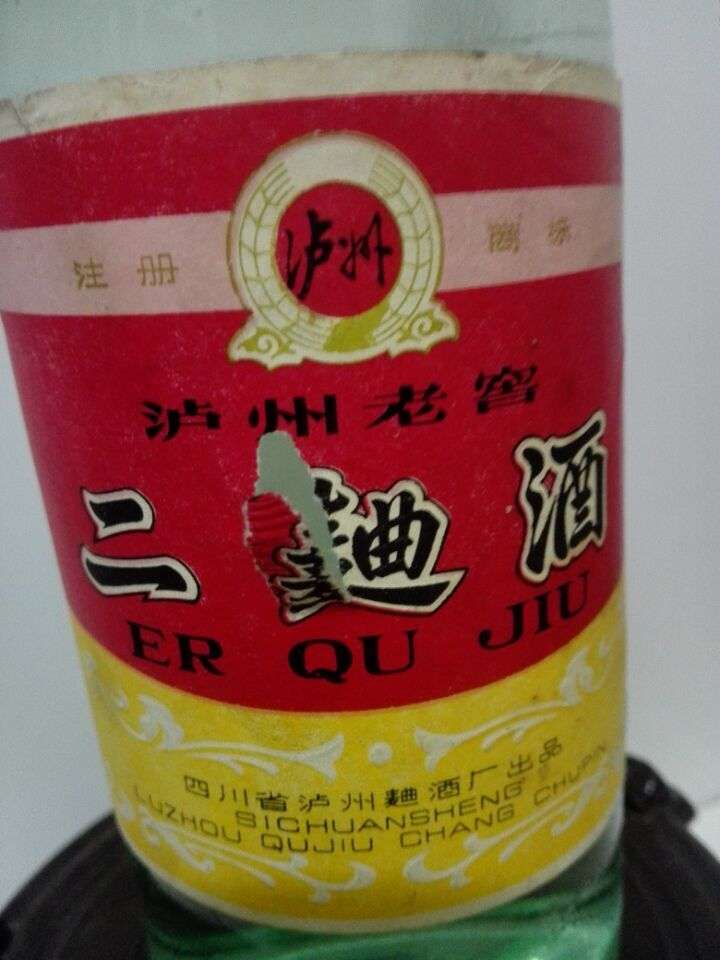 泸州
注册 商标
泸州老窖
二麯酒
ER QU JIU
四川省泸州麯酒厂出品
SICHUANSHENG
LUZHOU QUJIU CHANG CHUPIN